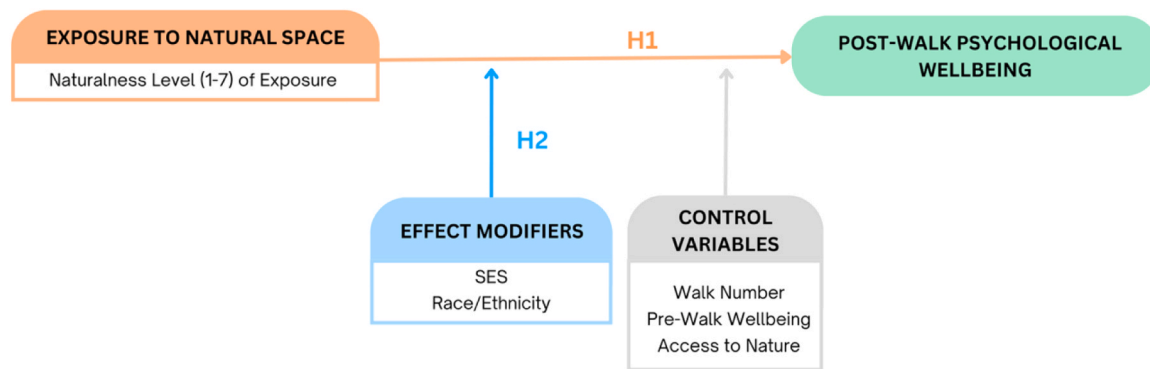 EXPOSURE TO NATURAL SPACE
Naturalness Level (1-7) of Exposure
H1
POST-WALK PSYCHOLOGICAL
WELLBEING
H2
EFFECT MODIFIERS
SES
Race/Ethnicity
CONTROL
VARIABLES
Walk Number
Pre-Walk Wellbeing
Access to Nature